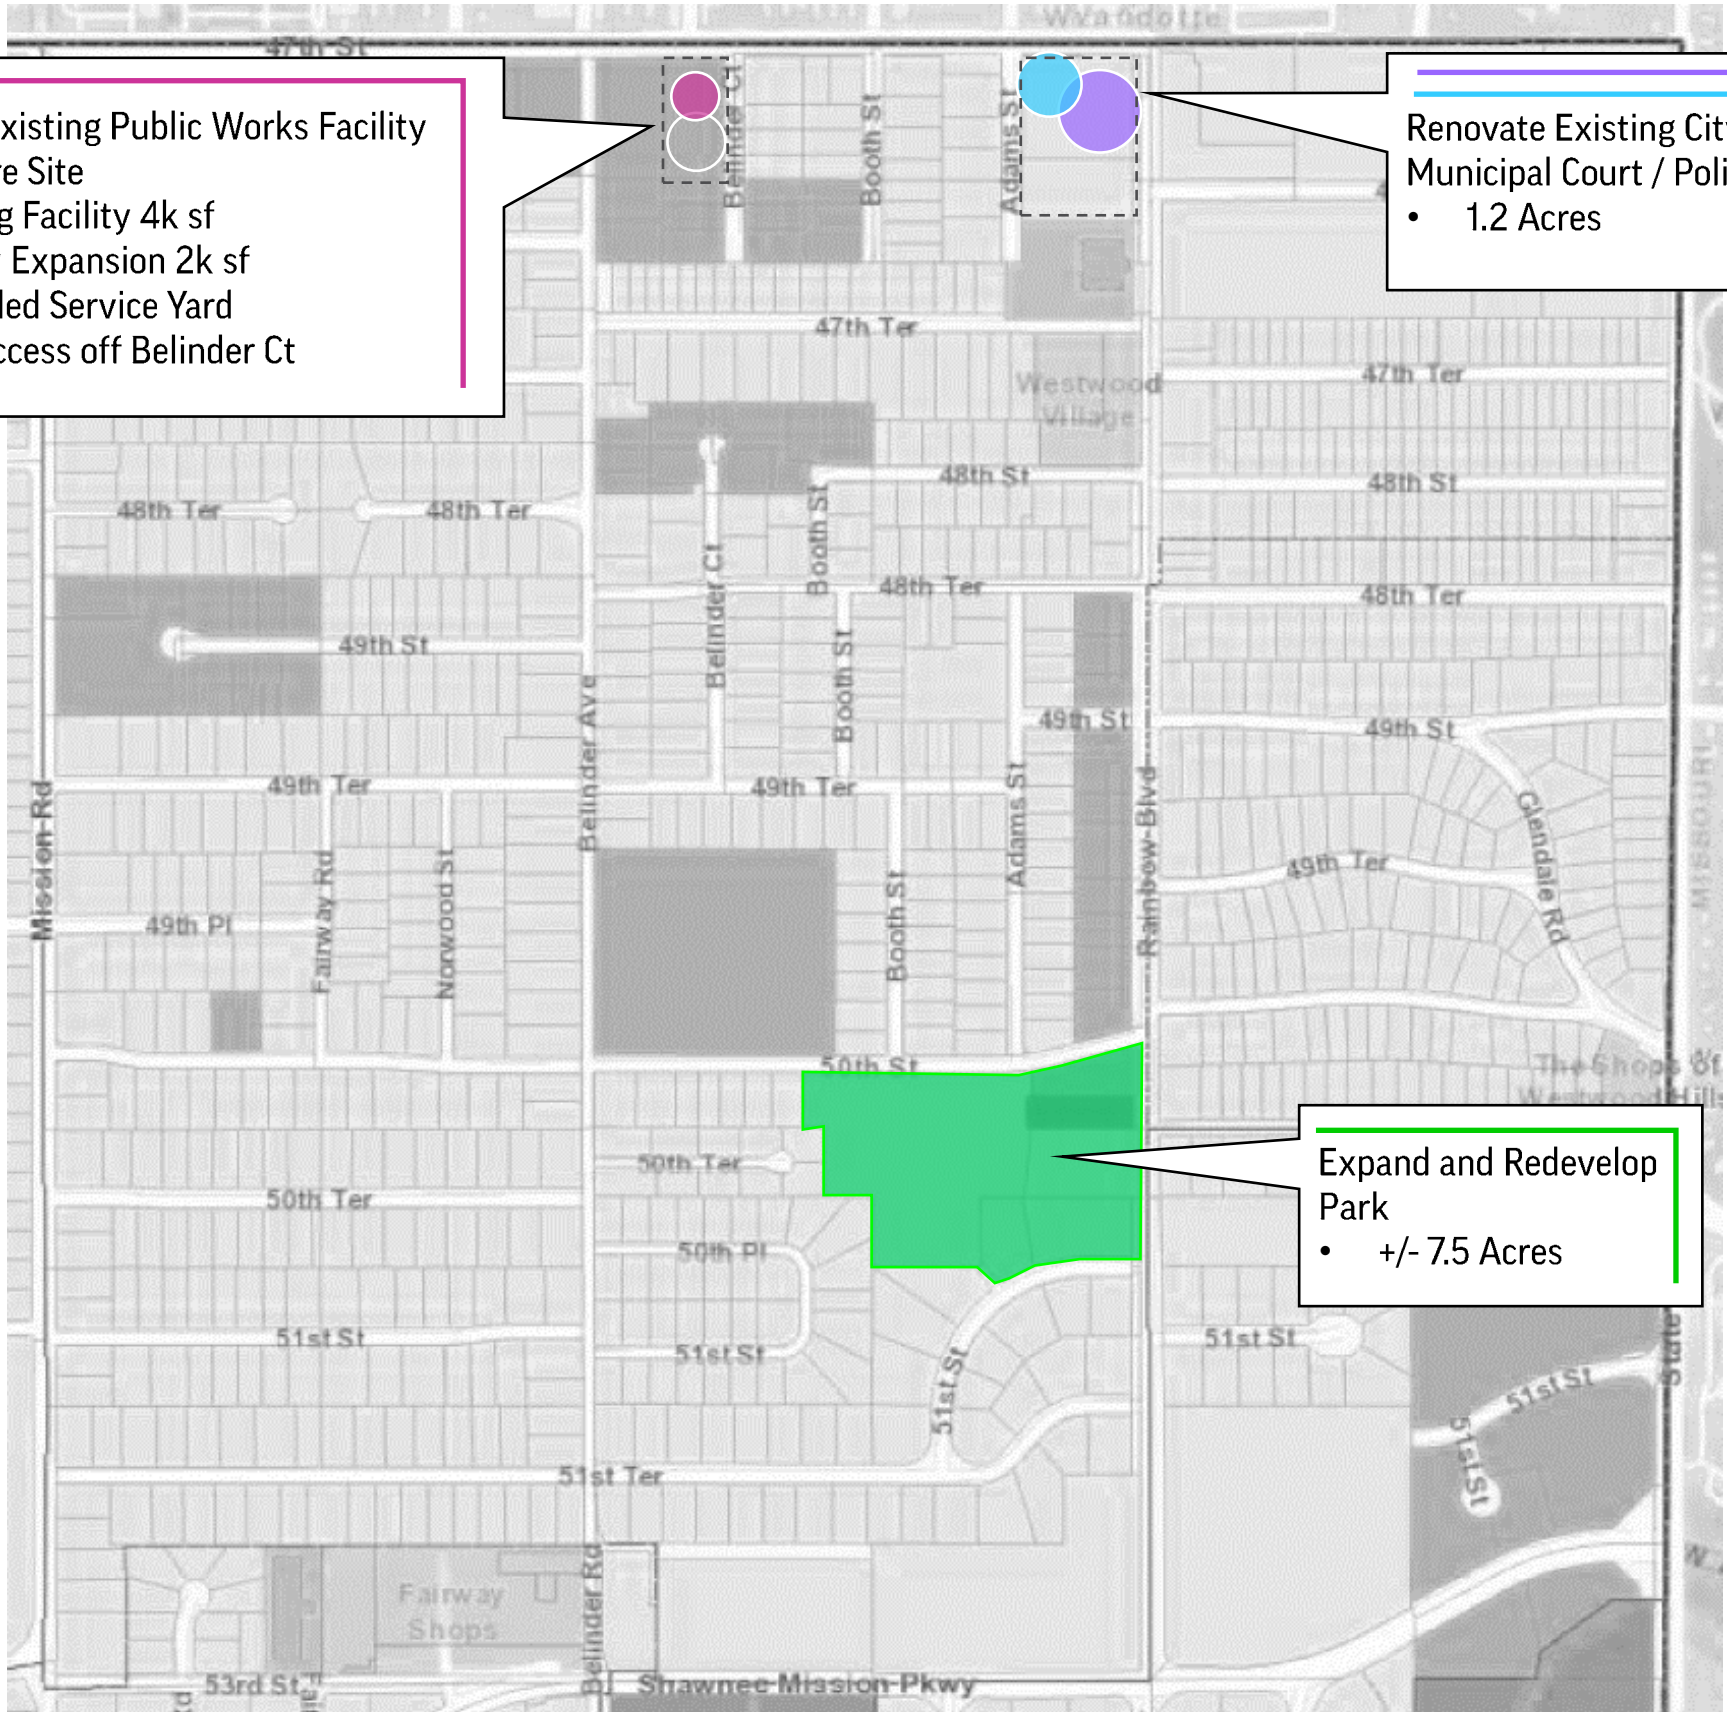 Wyandotte
47th St
xisting Public Works Facility
e Site
g Facility 4k sf
Expansion 2k sf
led Service Yard
ccess off Belinder Ct
Belinder Ct
Booth St
Adams St
Renovate Existing Cit
Municipal Court / Poli
• 1.2 Acres
47th Ter
Westwood
Village
47th Ter
48th St
48th St
48th Ter
48th Ter
Booth St
Belinder Ct
48th Ter
48th Ter
49th St
Booth St
49th St
49th St
Belinder Ave
MISSOURI
49th Ter
49th Ter
Mission Rd
Adams St
Rainbow Blvd
Glendale Rd
49th Ter
Fairway Rd
Norwood St
Booth St
49th Pl
50th St
The Shops Of
Westwood Hills
Expand and Redevelop
Park
• +/- 7.5 Acres
50th Ter
50th Ter
50th Pl
51st St
51st St
51st St
51st St
51st St
51st St
State
51st Ter
Fairway
Shops
Belinder Rd
W
53rd St
Shawnee Mission Pkwy